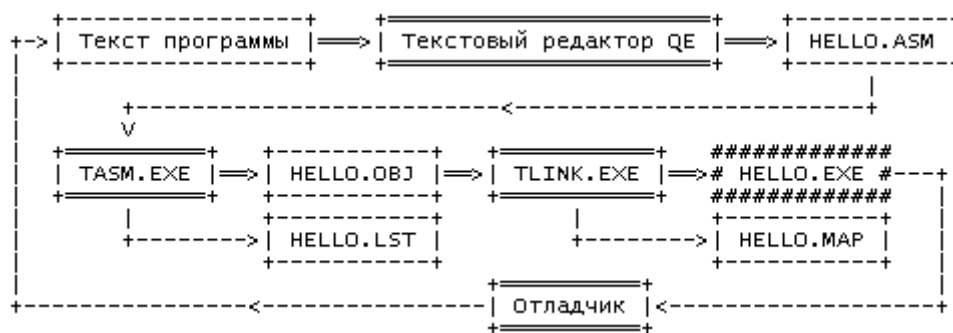 Текст программы
Текстовый редактор QE
HELLO.ASM
TASM.EXE
HELLO.OBJ
TLINK.EXE
HELLO.EXE
HELLO.LST
HELLO.MAP
Отладчик